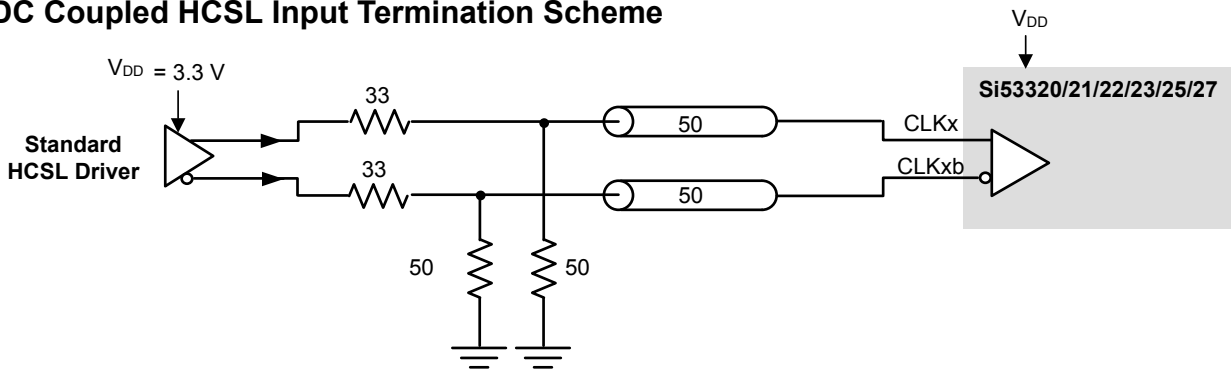 DC Coupled HCSL Input Termination Scheme
VDD
VDD = 3.3 V
Si53320/21/22/23/25/27
33
Standard
HCSL Driver
50
CLKx
33
CLKxb
50
50
50